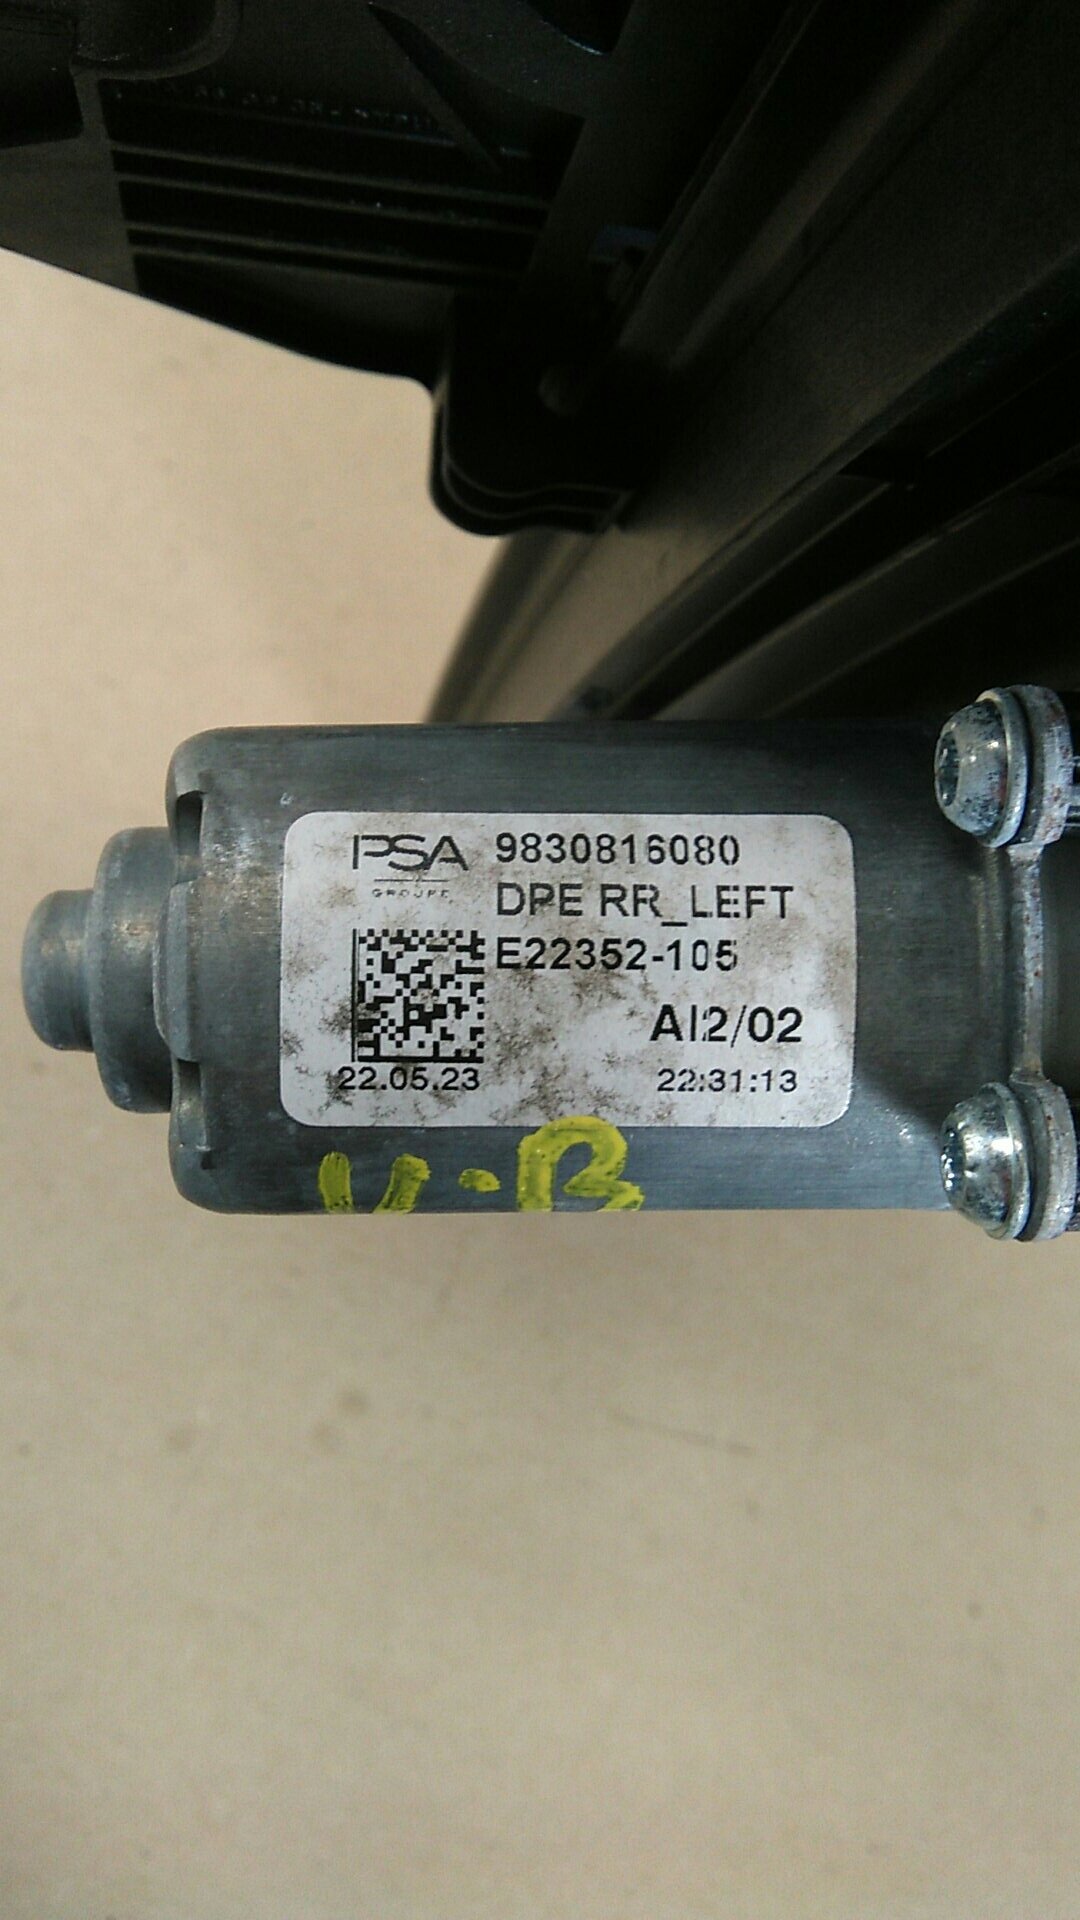 PSA
GROUPE
9830816080
DPE RR_LEFT
E22352-105
AI2/02
22.05.23
22:31:13
V.B